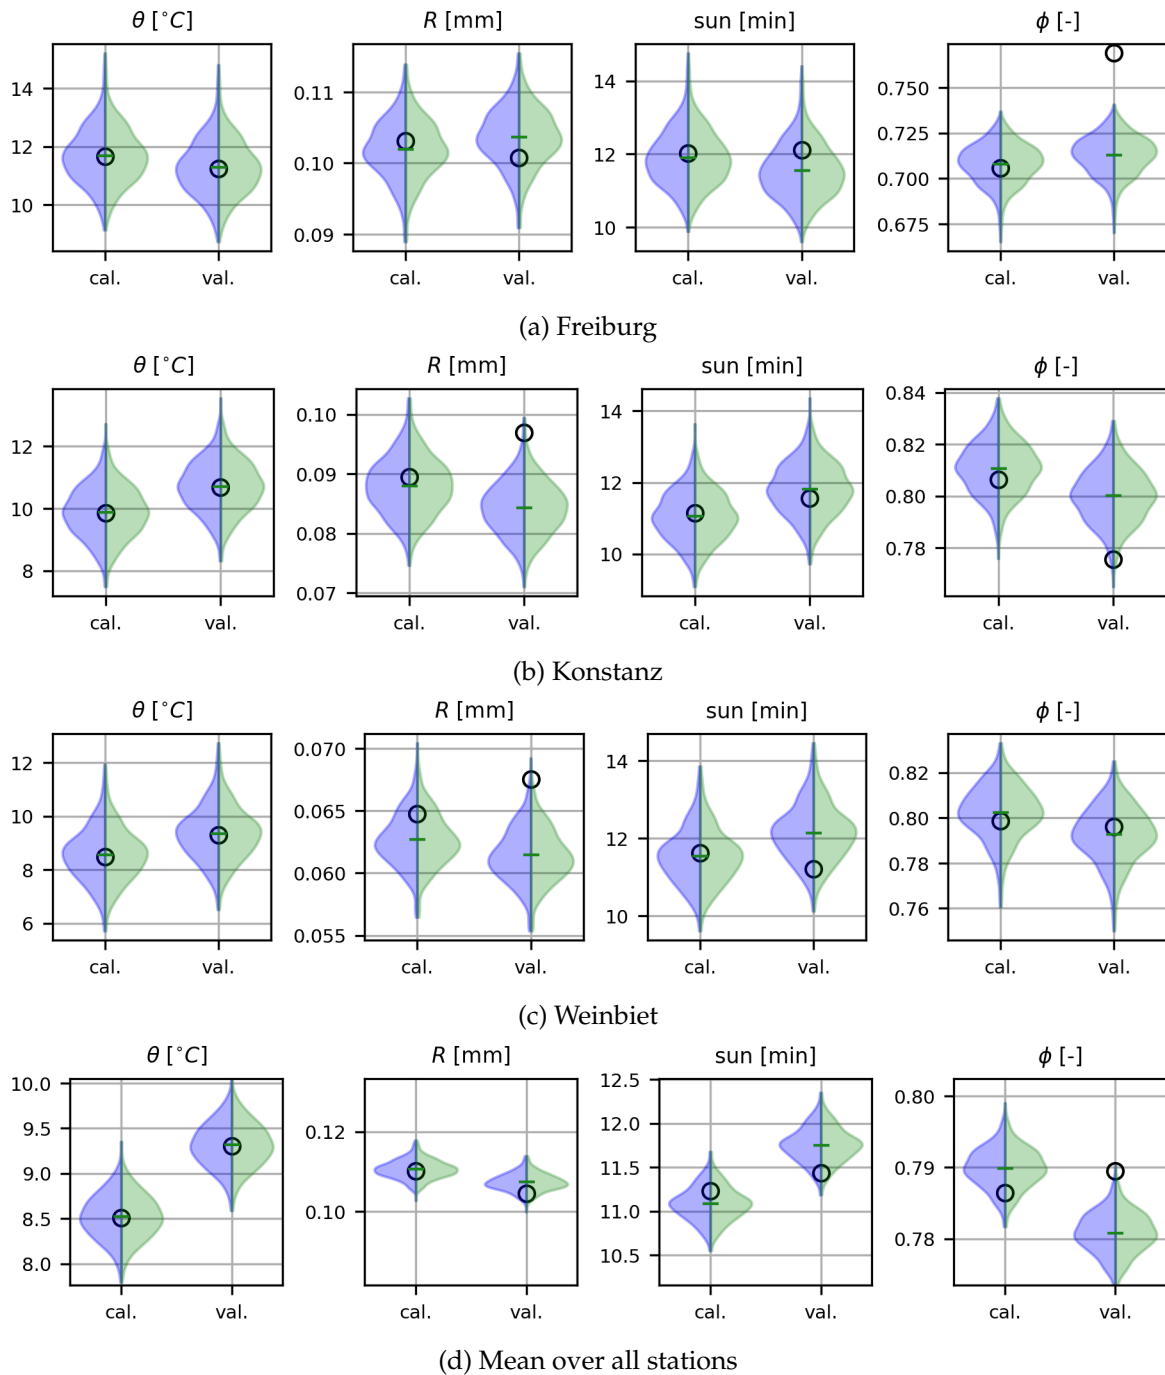 θ [°C] R [mm] sun [min] ϕ [-]
14 0.11 14 0.750
12 0.10 12 0.725
10 0.09 10 0.700
0.675
cal. val. cal. val. cal. val. cal. val.
(a) Freiburg
θ [°C] R [mm] sun [min] ϕ [-]
12 0.10 14 0.84
10 0.09 12 0.82
8 0.08 10 0.80
0.07 0.78
cal. val. cal. val. cal. val. cal. val.
(b) Konstanz
θ [°C] R [mm] sun [min] ϕ [-]
12 0.070 14 0.82
10 0.065 12 0.80
8 0.060 10 0.78
6 0.055 0.76
cal. val. cal. val. cal. val. cal. val.
(c) Weinbiet
θ [°C] R [mm] sun [min] ϕ [-]
10.0 0.12 12.5 0.80
9.5 0.10 12.0 0.79
9.0 11.5 0.78
8.5 11.0
8.0 10.5
cal. val. cal. val. cal. val. cal. val.
(d) Mean over all stations